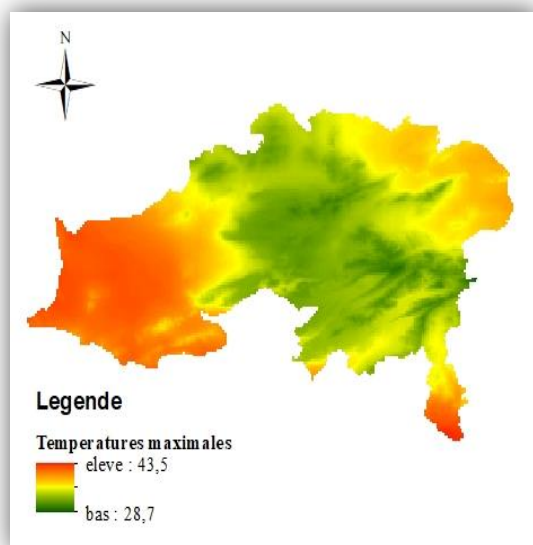 N
Legende
Temperatures maximales
eleve : 43,5
bas : 28,7